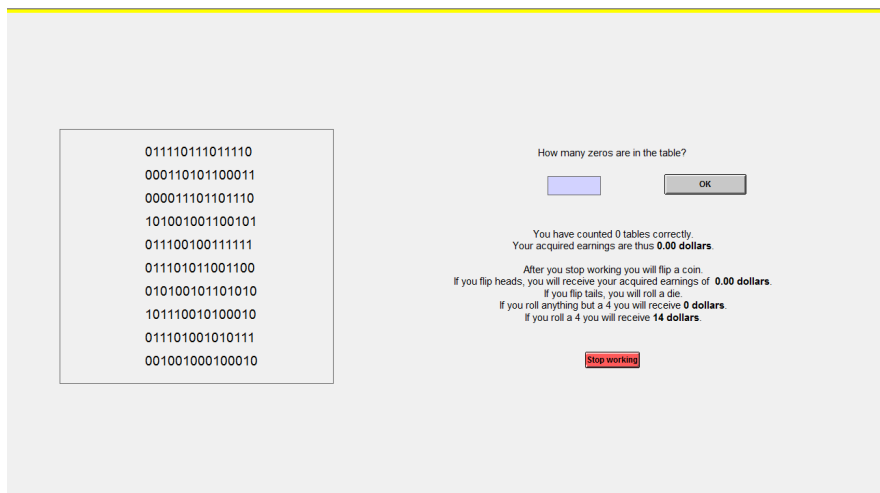 011110111011110
000110101100011
000011101101110
101001001100101
011100100111111
011101011001100
010100101101010
101110010100010
011101001010111
001001000100010
How many zeros are in the table?
OK
You have counted 0 tables correctly.
Your acquired earnings are thus 0.00 dollars.
After you stop working you will flip a coin.
If you flip heads, you will receive your acquired earnings of 0.00 dollars.
If you flip tails, you will roll a die.
If you roll anything but a 4 you will receive 0 dollars.
If you roll a 4 you will receive 14 dollars.
Stop working